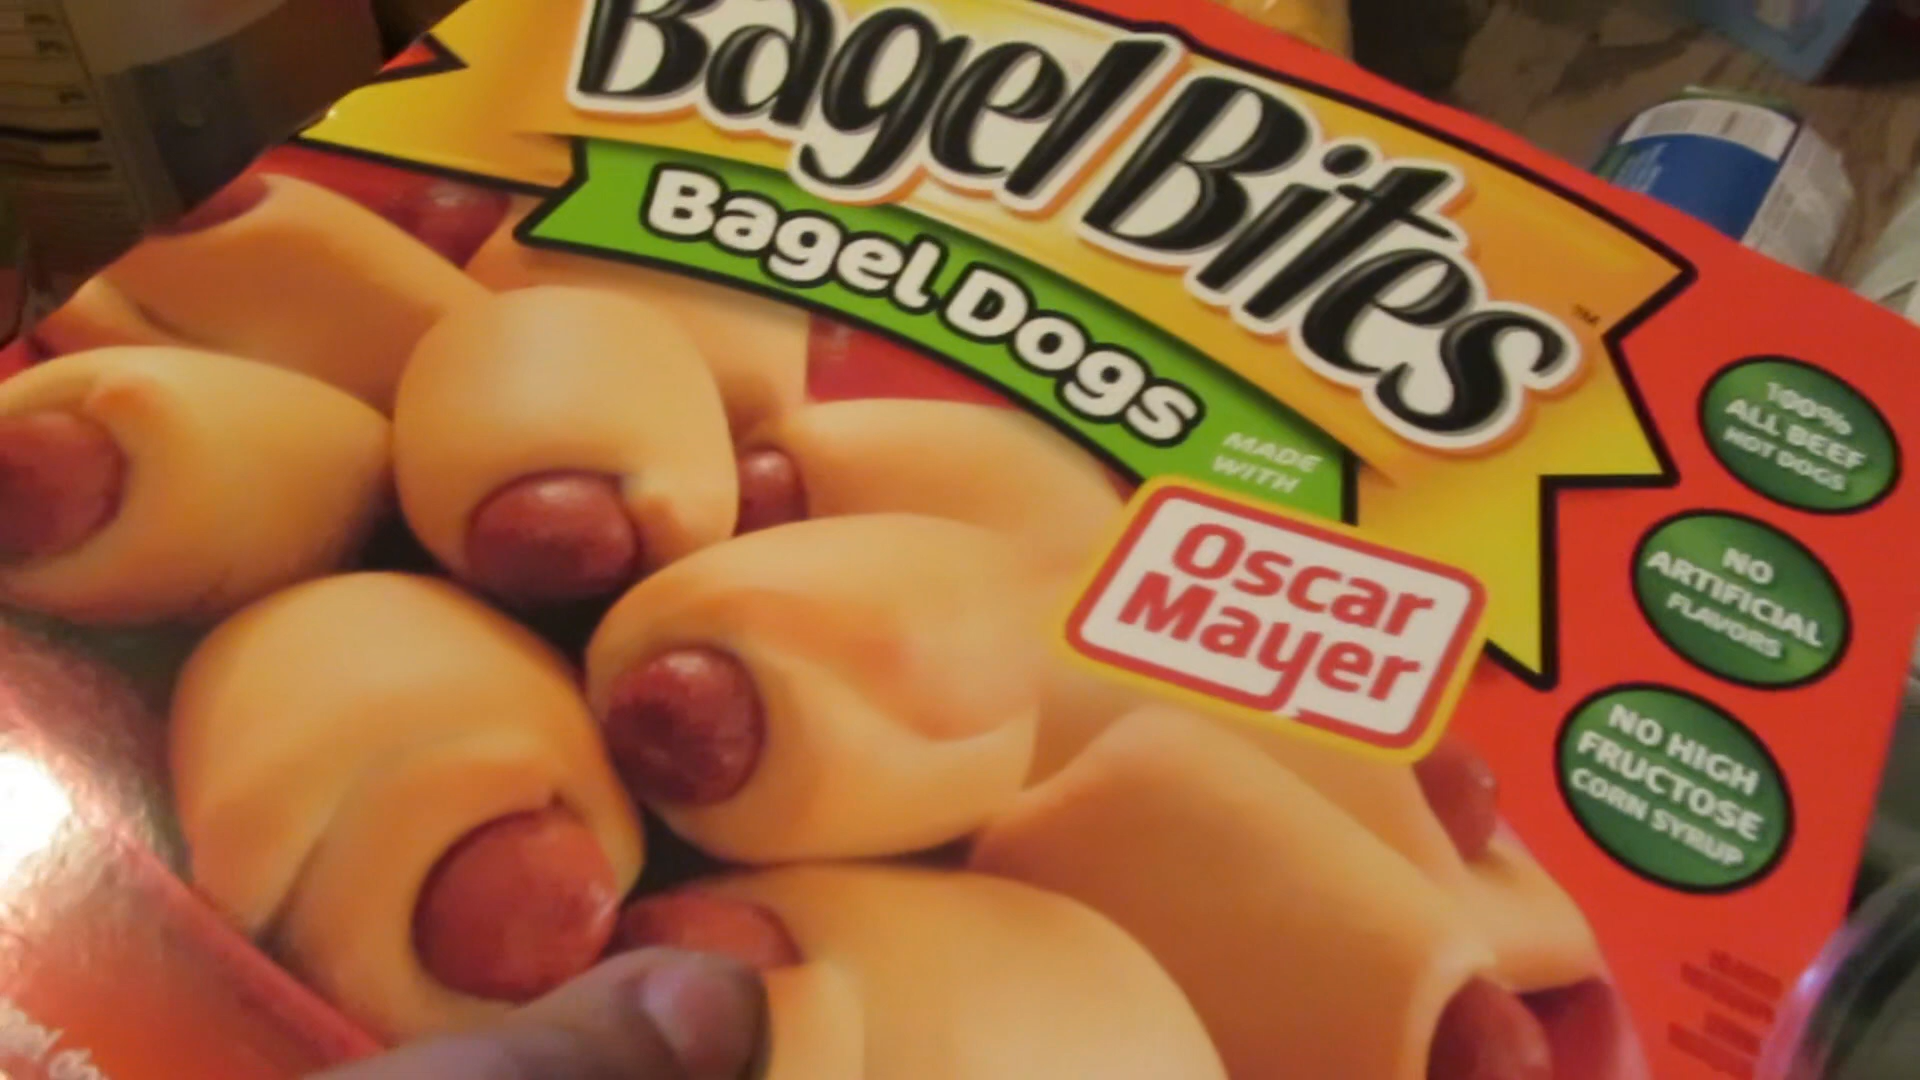 Bagel Bites
™
Bagel Dogs
MADE
WITH
Oscar
Mayer
100%
ALL BEEF
HOT DOGS
NO
ARTIFICIAL
FLAVORS
NO HIGH
FRUCTOSE
CORN SYRUP